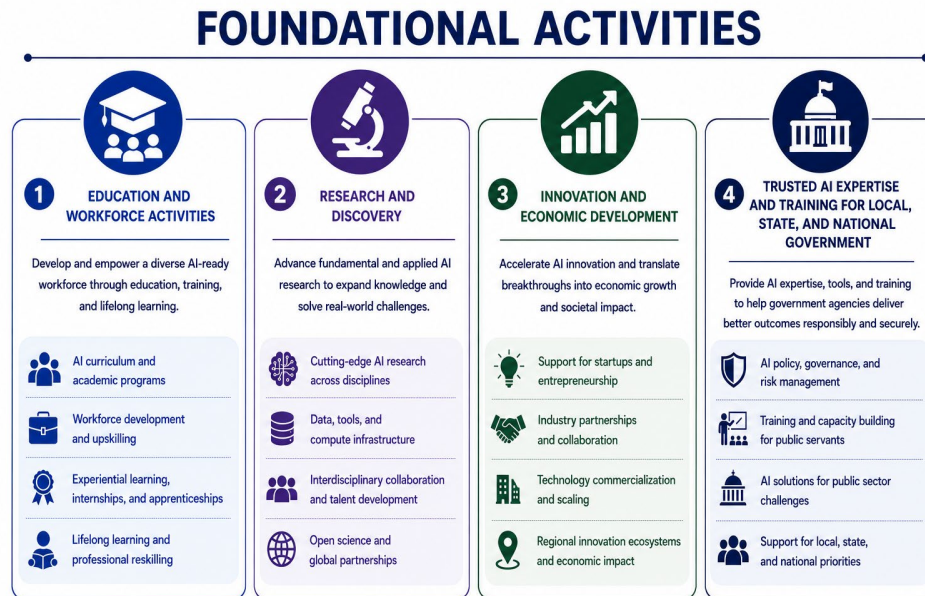 FOUNDATIONAL ACTIVITIES
1
EDUCATION AND
WORKFORCE ACTIVITIES
Develop and empower a diverse AI-ready
workforce through education, training,
and lifelong learning.
AI curriculum and
academic programs
Workforce development
and upskilling
Experiential learning,
internships, and apprenticeships
Lifelong learning and
professional reskilling
2
RESEARCH AND
DISCOVERY
Advance fundamental and applied AI
research to expand knowledge and
solve real-world challenges.
Cutting-edge AI research
across disciplines
Data, tools, and
compute infrastructure
Interdisciplinary collaboration
and talent development
Open science and
global partnerships
3
INNOVATION AND
ECONOMIC DEVELOPMENT
Accelerate AI innovation and translate
breakthroughs into economic growth
and societal impact.
Support for startups and
entrepreneurship
Industry partnerships
and collaboration
Technology commercialization
and scaling
Regional innovation ecosystems
and economic impact
4
TRUSTED AI EXPERTISE
AND TRAINING FOR LOCAL,
STATE, AND NATIONAL
GOVERNMENT
Provide AI expertise, tools, and training
to help government agencies deliver
better outcomes responsibly and securely.
AI policy, governance, and
risk management
Training and capacity building
for public servants
AI solutions for public sector
challenges
Support for local, state,
and national priorities